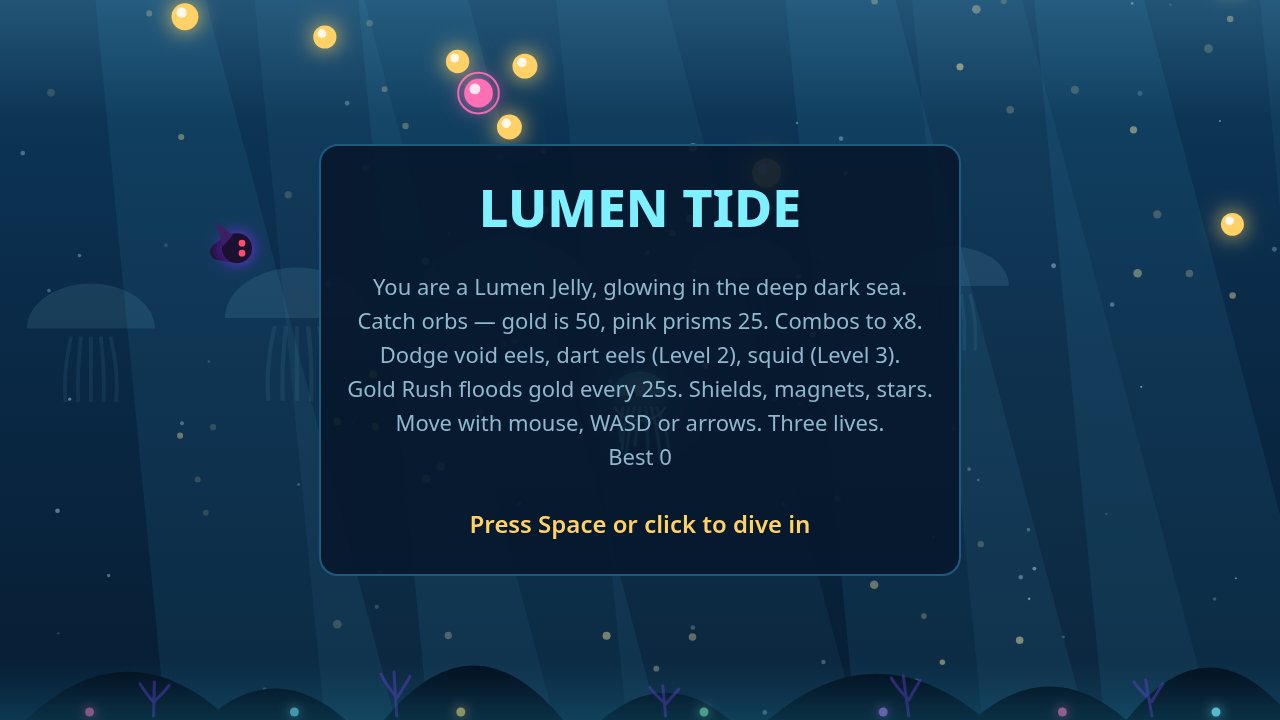 LUMEN TIDE
You are a Lumen Jelly, glowing in the deep dark sea.
Catch orbs — gold is 50, pink prisms 25. Combos to x8.
Dodge void eels, dart eels (Level 2), squid (Level 3).
Gold Rush floods gold every 25s. Shields, magnets, stars.
Move with mouse, WASD or arrows. Three lives.
Best 0
Press Space or click to dive in